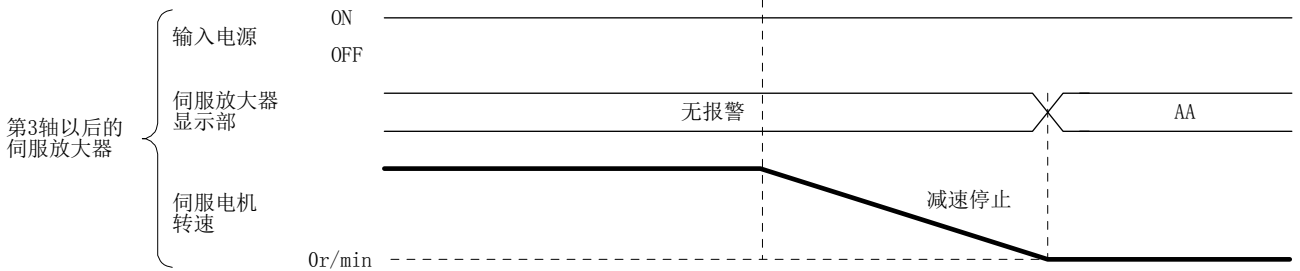 ON
输入电源
OFF
伺服放大器
显示部
无报警
AA
第3轴以后的
伺服放大器
减速停止
伺服电机
转速
0r/min